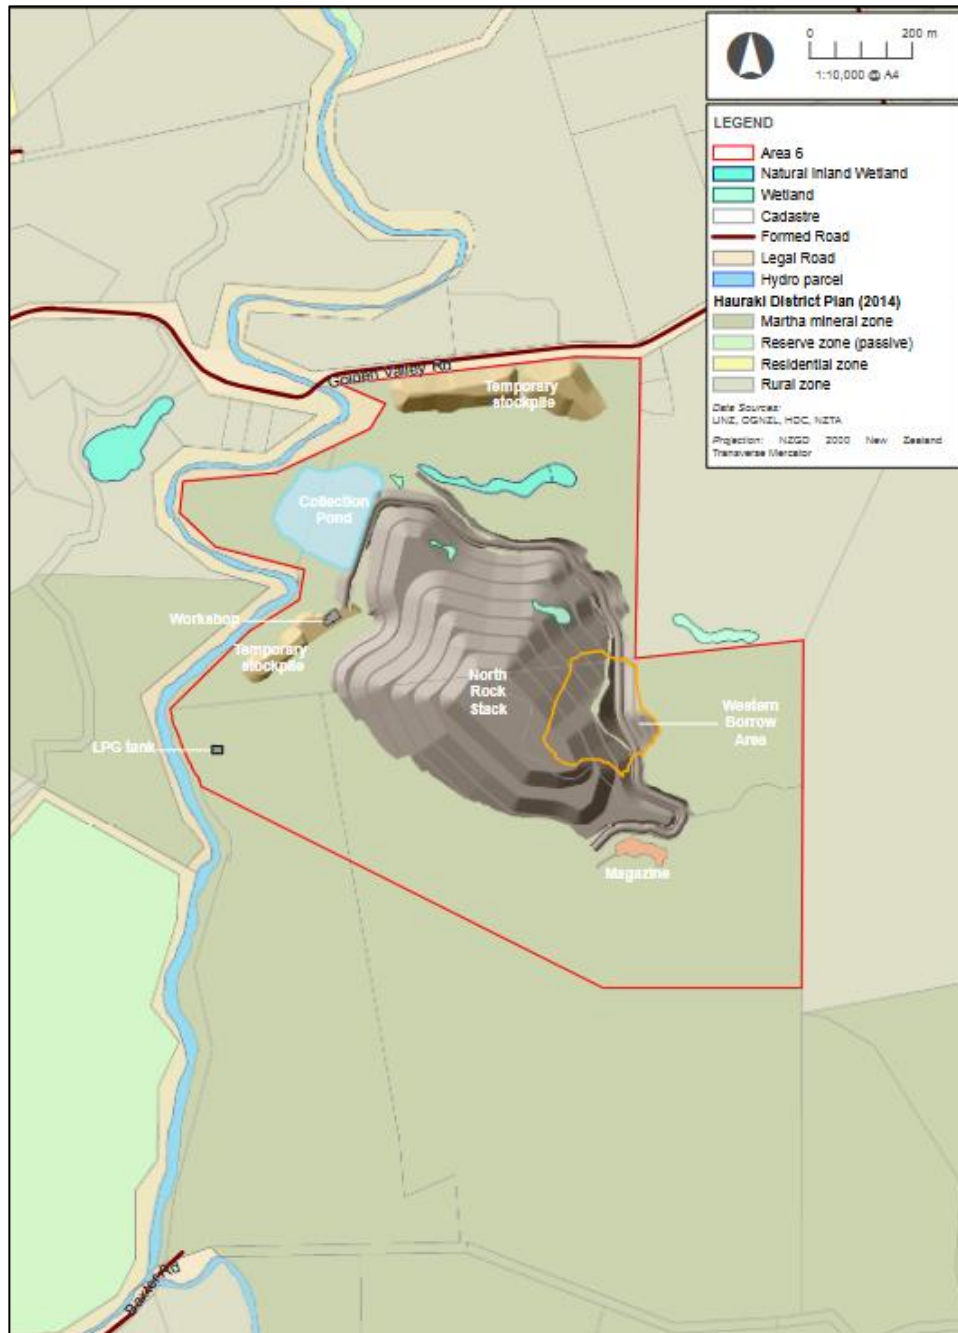 0 200 m
1:10,000 @ A4
LEGEND
Area 6
Natural Inland Wetland
Wetland
Cadastre
Formed Road
Legal Road
Hydro parcel
Hauraki District Plan (2014)
Martha mineral zone
Reserve zone (passive)
Residential zone
Rural zone
Data Sources:
LINZ, OGNZL, HDC, NZTA
Projection: NZGD 2000 New Zealand
Transverse Mercator
Golden Valley Rd
Temporary
stockpile
Collection
Pond
Workshop
Temporary
stockpile
North
Rock
Stack
Western
Borrow
Area
LPG tank
Magazine
Baxter Rd